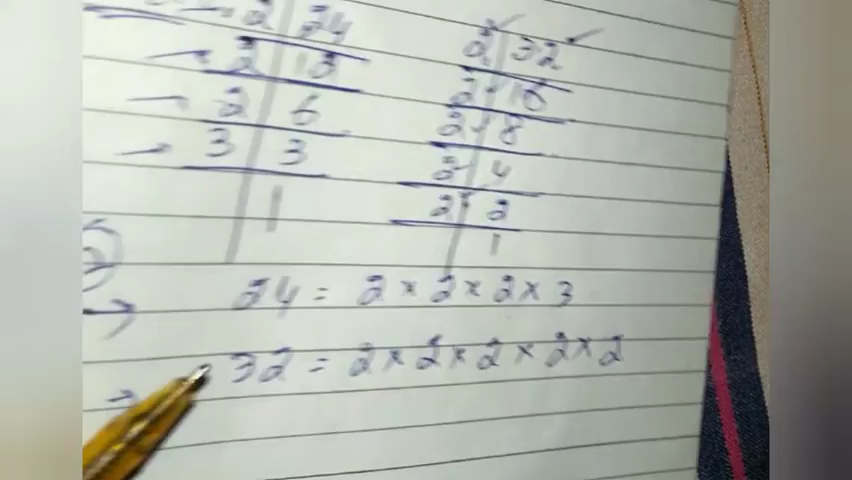 2 | 24
2 | 12
2 | 6
3 | 3
1
2 | 32
2 | 16
2 | 8
2 | 4
2 | 2
1
24 = 2 × 2 × 2 × 3
32 = 2 × 2 × 2 × 2 × 2